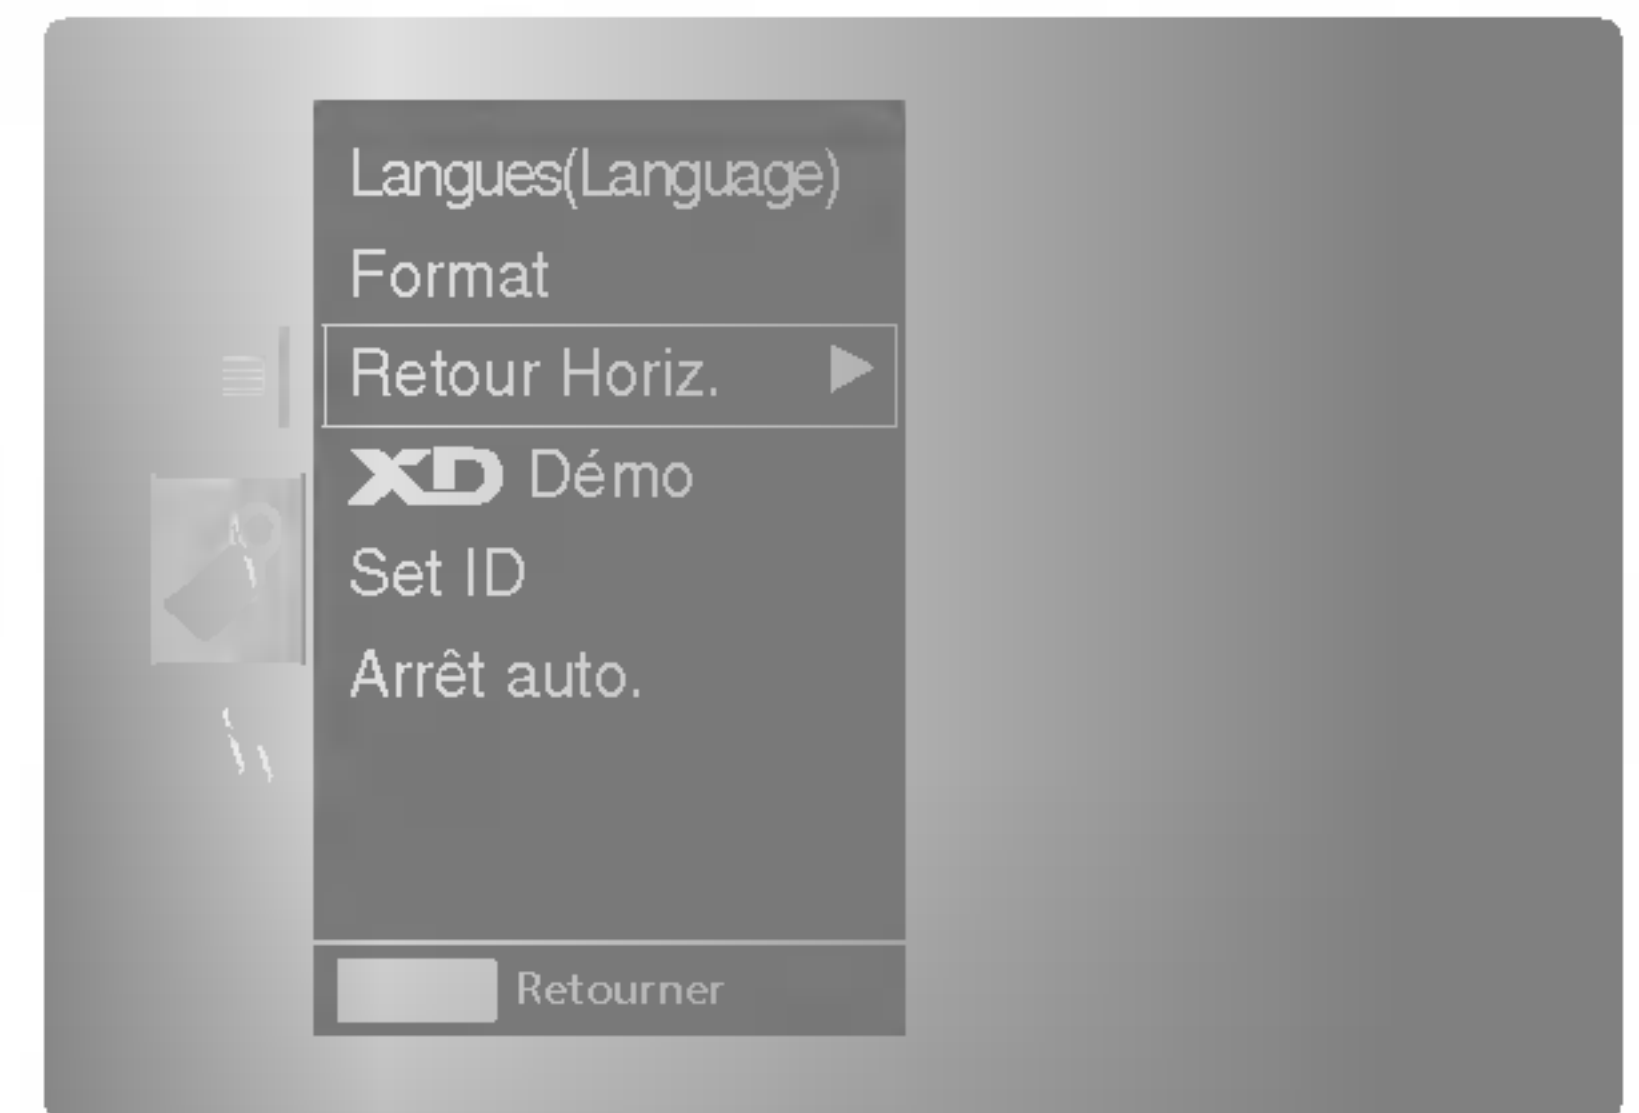 Langues(Language)
Format
Retour Horiz.
XD Démo
Set ID
Arrêt auto.
Retourner